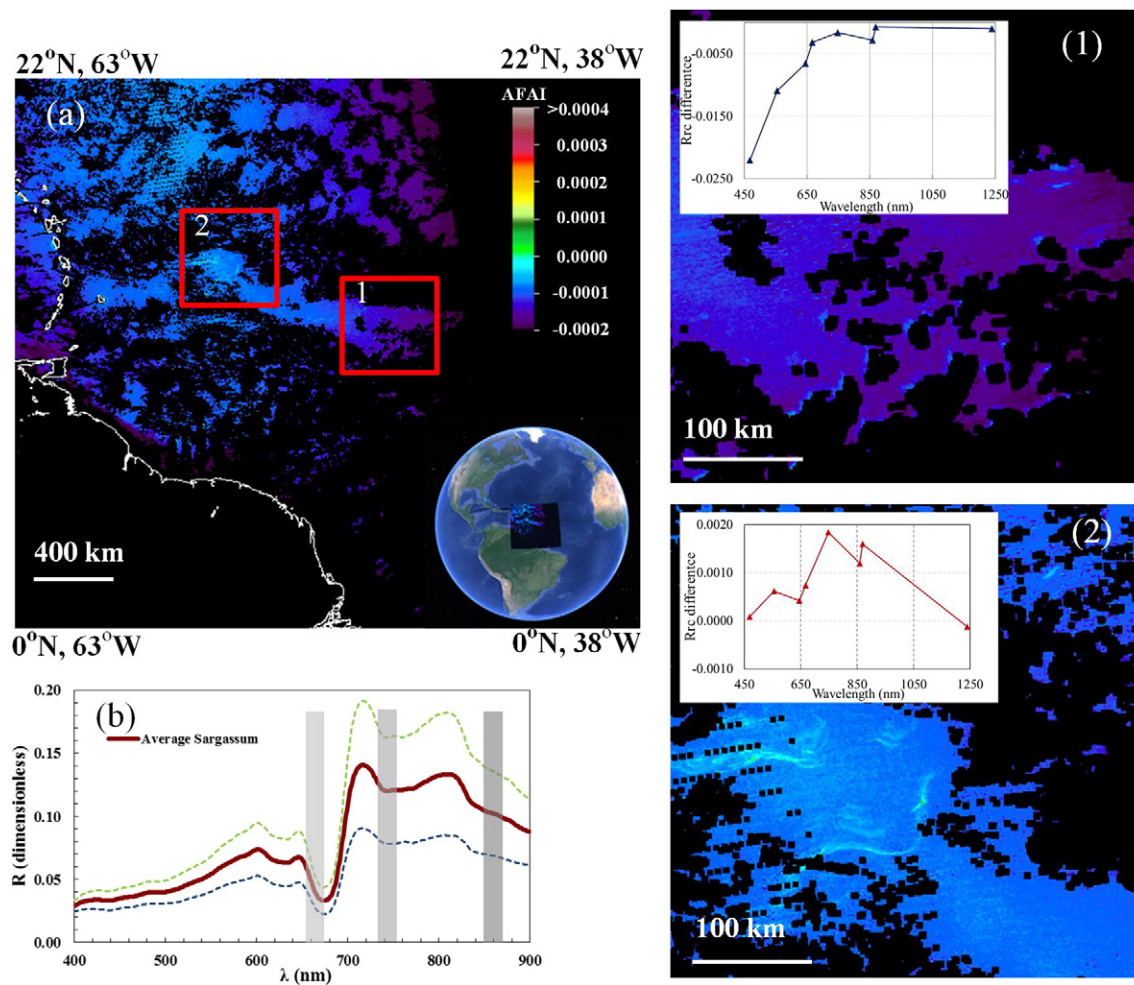 22°N, 63°W
22°N, 38°W
(a)
AFAI
>0.0004
0.0003
0.0002
0.0001
0.0000
-0.0001
-0.0002
2
1
400 km
0°N, 63°W
0°N, 38°W
(b)
Average Sargassum
R (dimensionless)
0.20
0.15
0.10
0.05
0.00
400 500 600 700 800 900
λ (nm)
(1)
Rrc differentce
-0.0050
-0.0150
-0.0250
450 650 850 1050 1250
Wavelength (nm)
100 km
(2)
Rrc differentce
0.0020
0.0010
0.0000
-0.0010
450 650 850 1050 1250
Wavelength (nm)
100 km